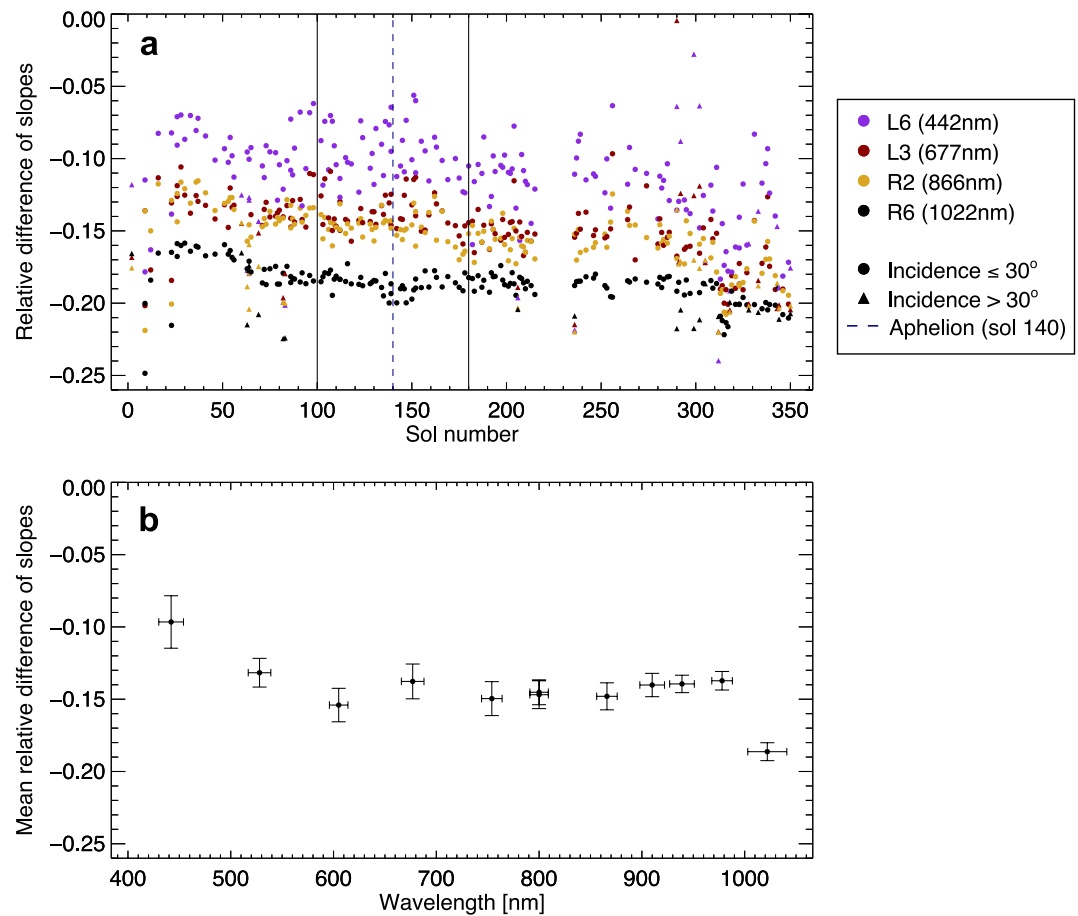 a
0.00
−0.05
−0.10
−0.15
−0.20
−0.25
Relative difference of slopes
0 50 100 150 200 250 300 350
Sol number
L6 (442nm)
L3 (677nm)
R2 (866nm)
R6 (1022nm)
Incidence ≤ 30°
Incidence > 30°
Aphelion (sol 140)
b
0.00
−0.05
−0.10
−0.15
−0.20
−0.25
Mean relative difference of slopes
400 500 600 700 800 900 1000
Wavelength [nm]